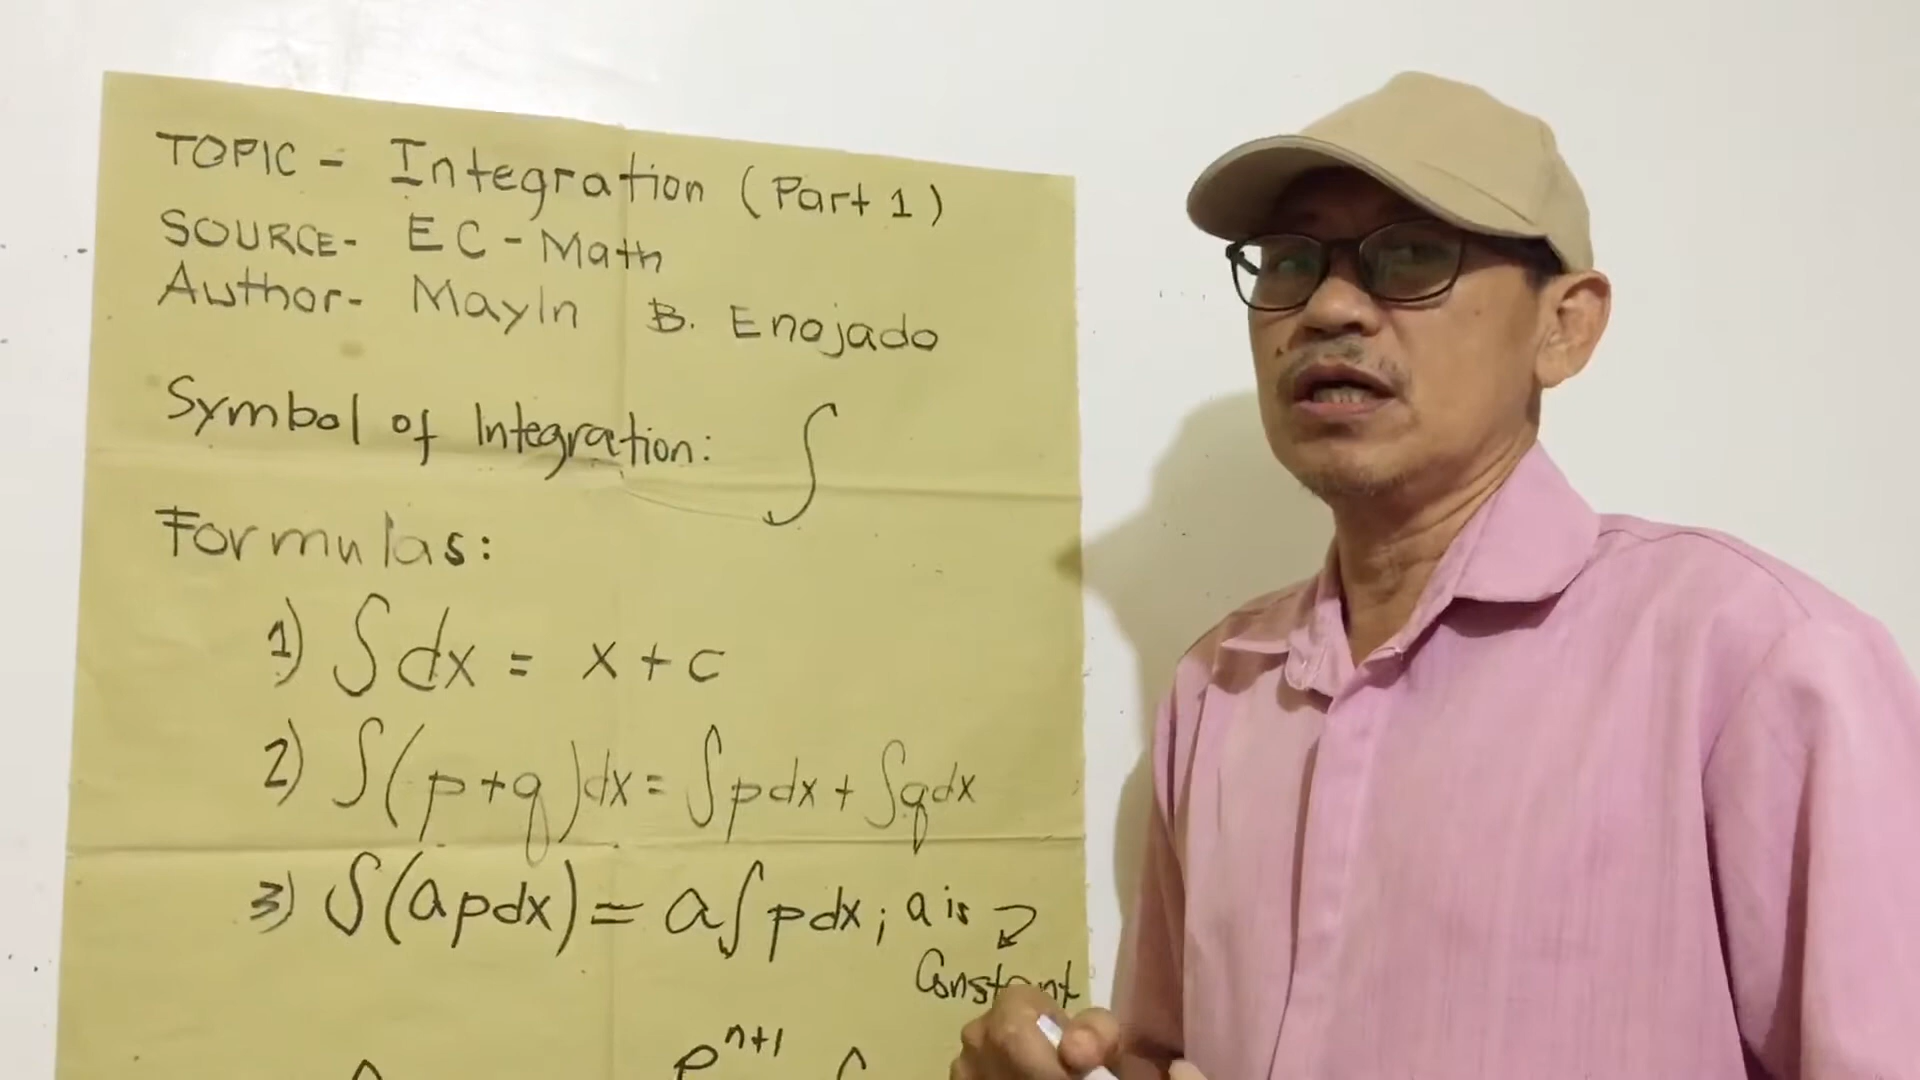 TOPIC - Integration (Part 1)
SOURCE- EC-Math
Author- Mayln B. Enojado
Symbol of Integration: ∫
Formulas:
1) ∫dx = x + c
2) ∫(p+q)dx = ∫pdx + ∫qdx
3) ∫(apdx) = a∫pdx; a is
Constant
n+1